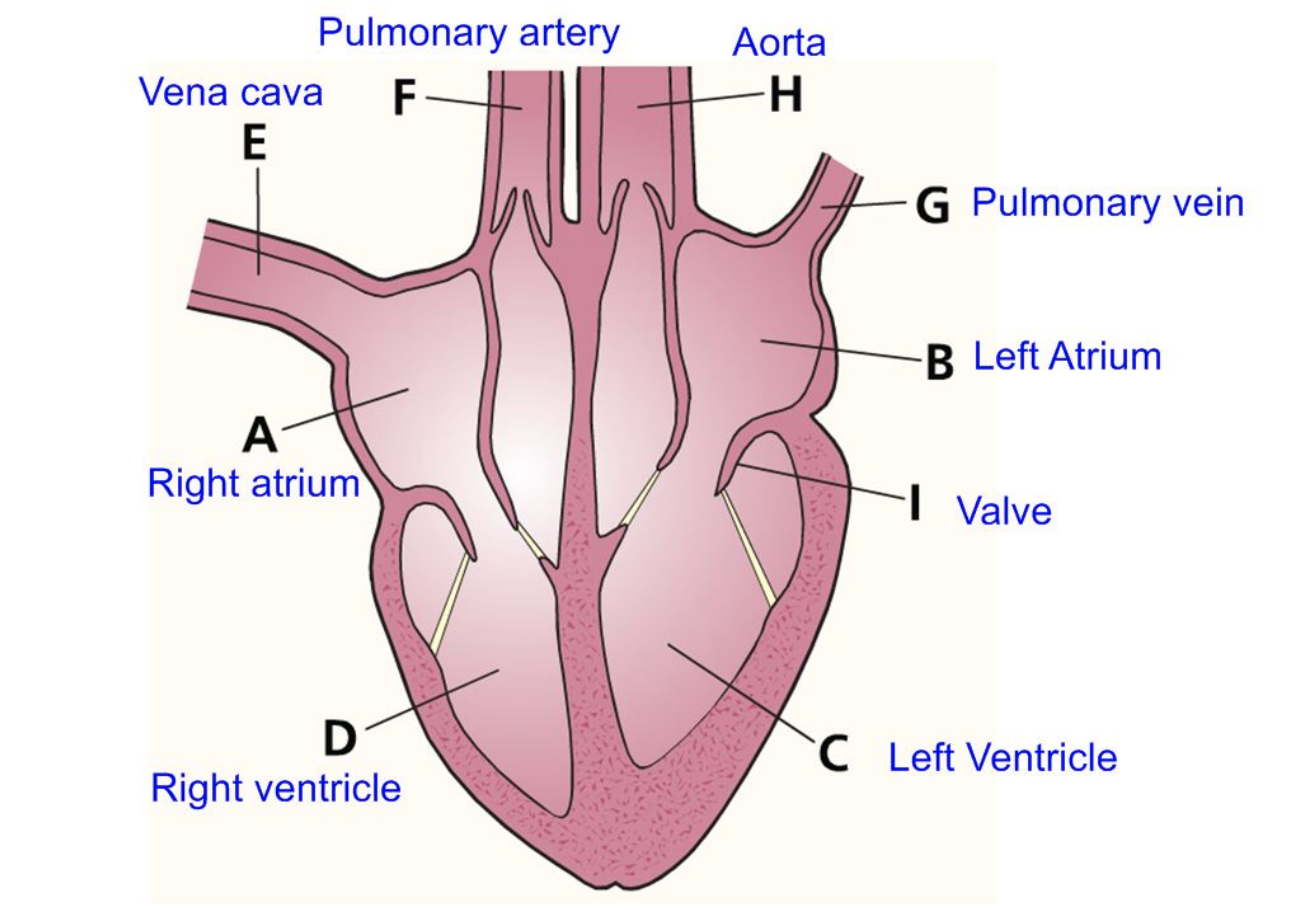 Pulmonary artery
Aorta
Vena cava
F
H
E
G Pulmonary vein
B Left Atrium
A
Right atrium
I Valve
D
C Left Ventricle
Right ventricle